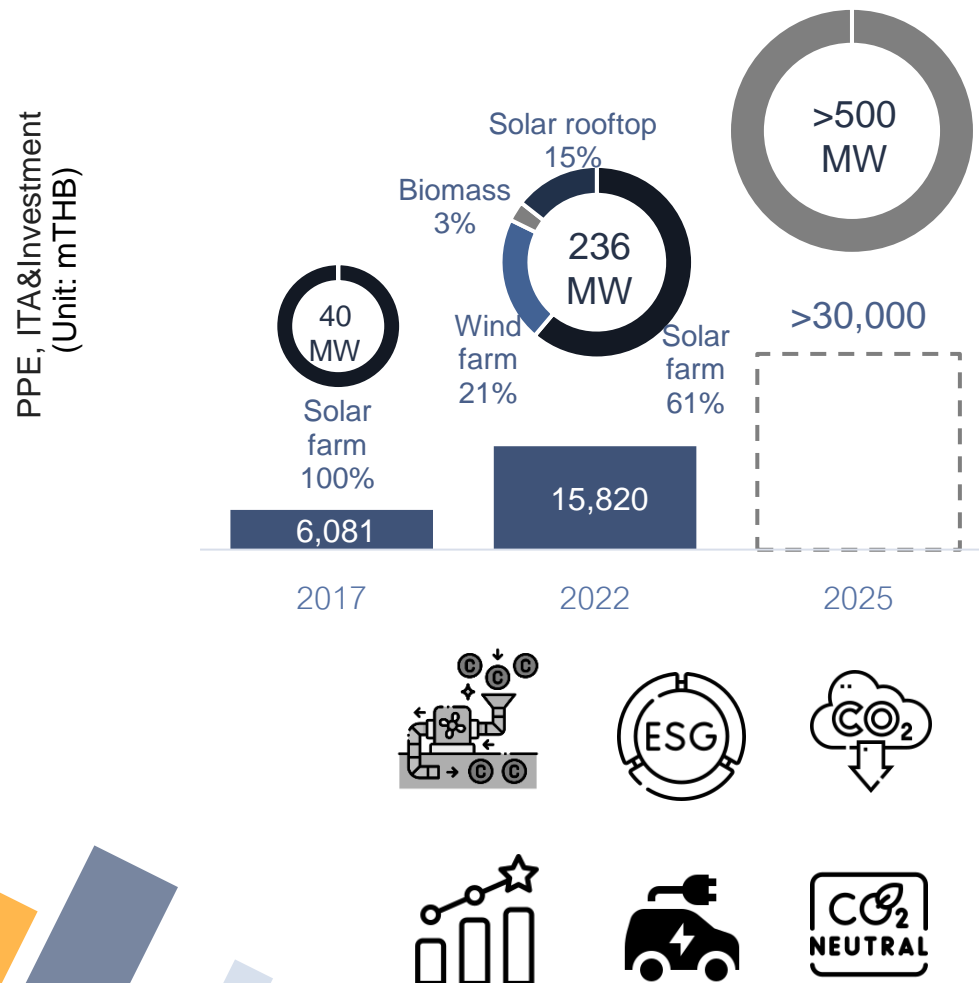 PPE, ITA&Investment
(Unit: mTHB)
>500
MW
Solar rooftop
15%
Biomass
3%
236
MW
40
MW
Wind
farm
21%
Solar
farm
61%
>30,000
Solar
farm
100%
15,820
6,081
2017
2022
2025
C
C
C
C
C
ESG
CO2
CO2
NEUTRAL